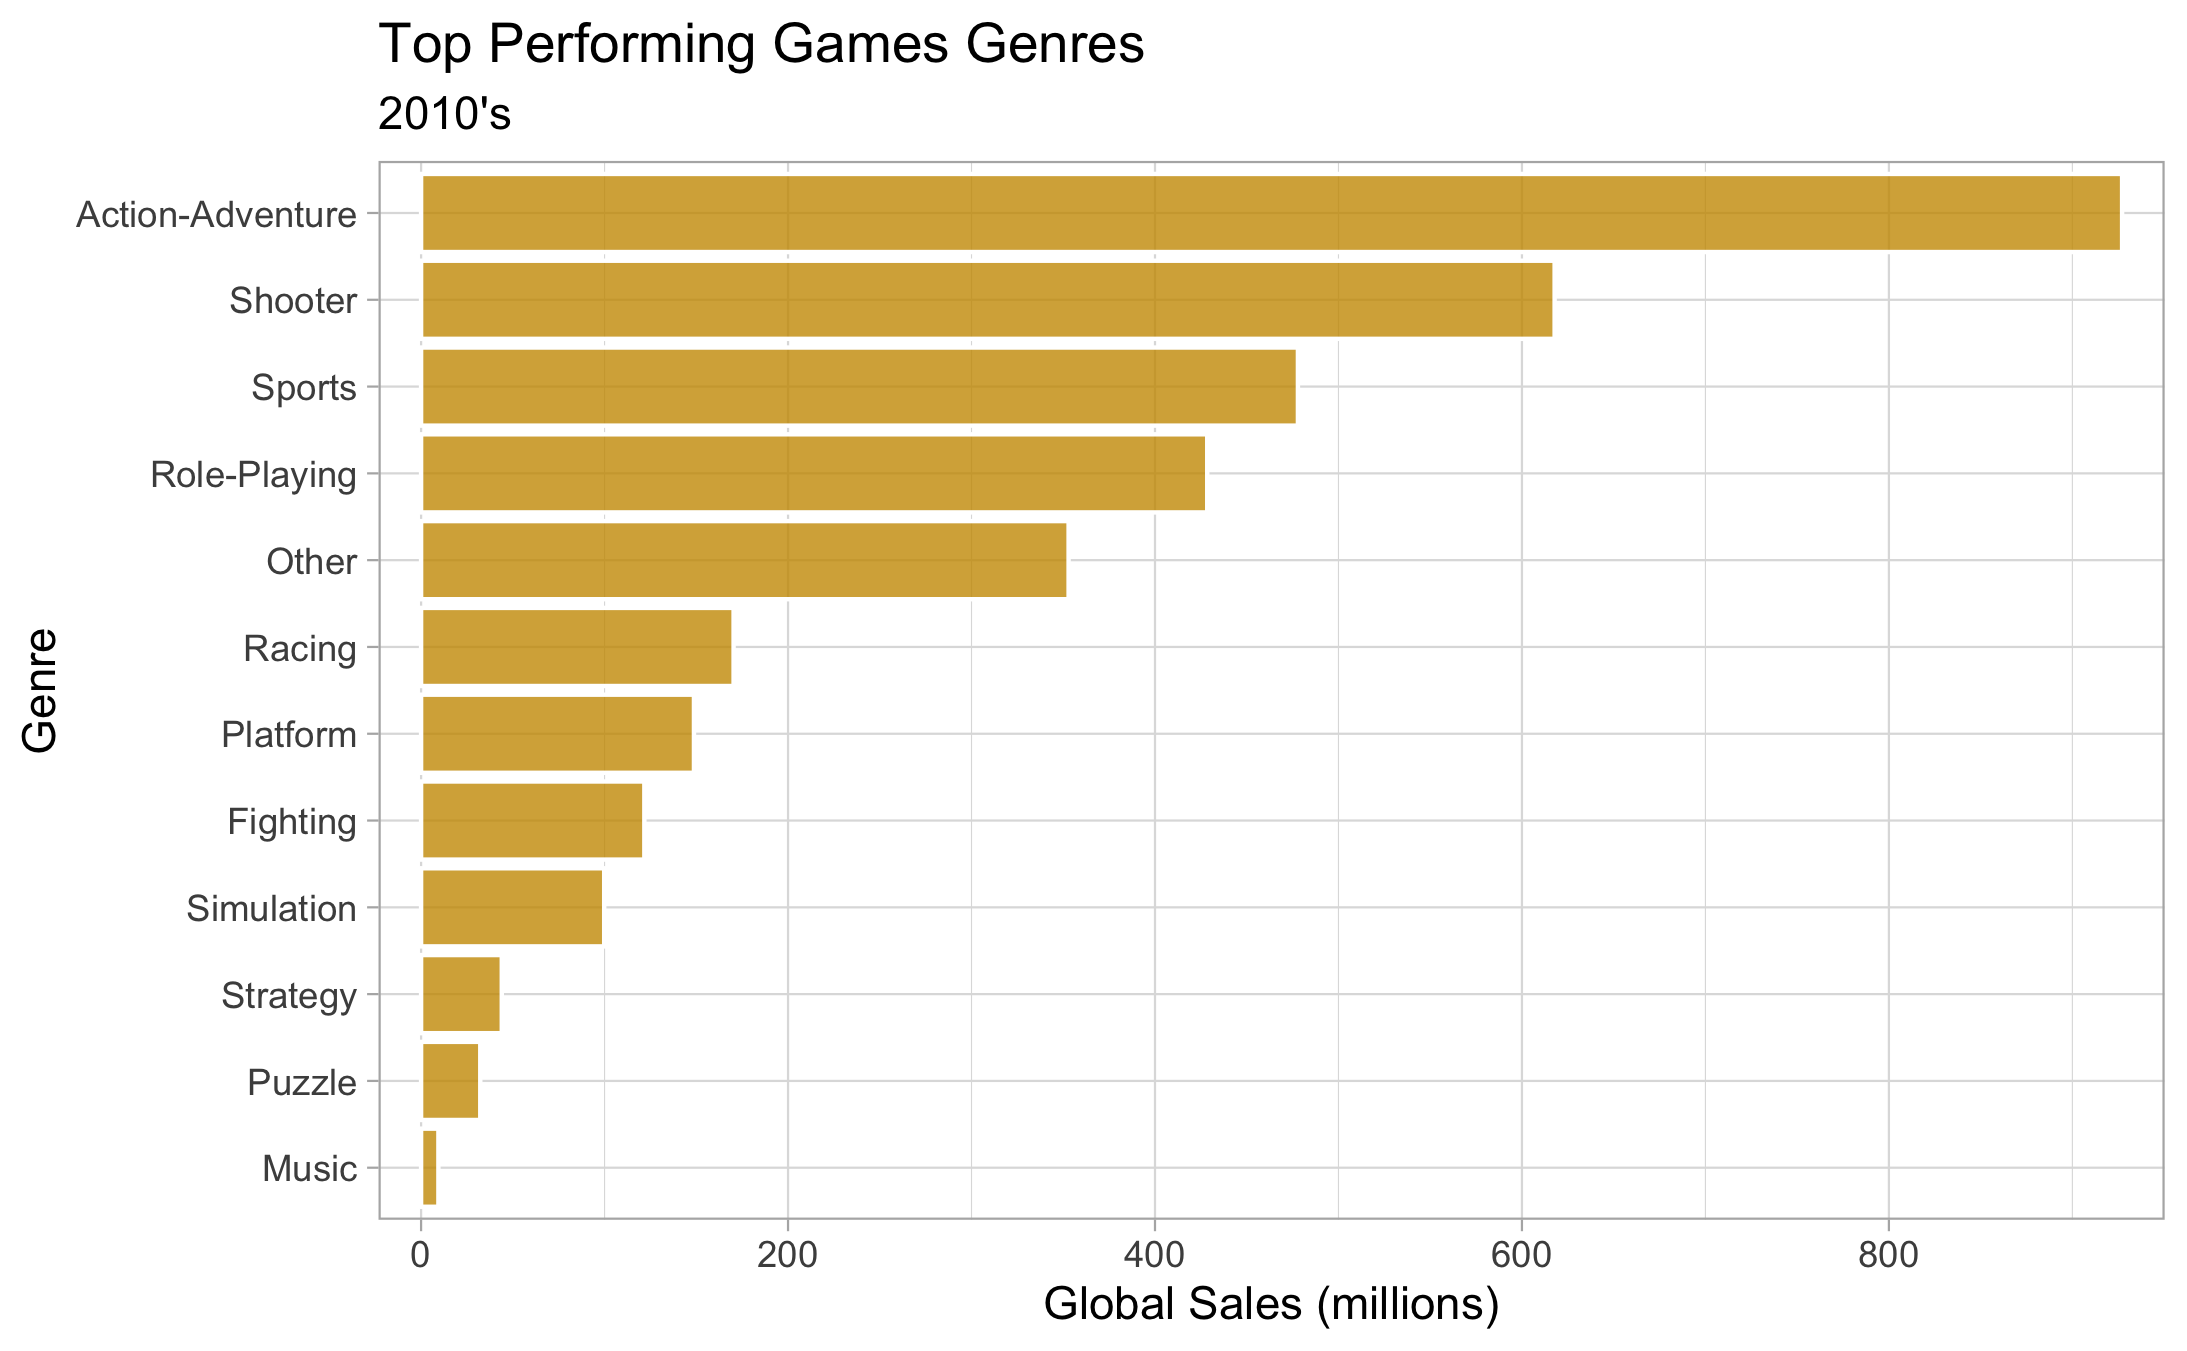 Top Performing Games Genres
2010's
Genre
Action-Adventure
Shooter
Sports
Role-Playing
Other
Racing
Platform
Fighting
Simulation
Strategy
Puzzle
Music
0 200 400 600 800
Global Sales (millions)